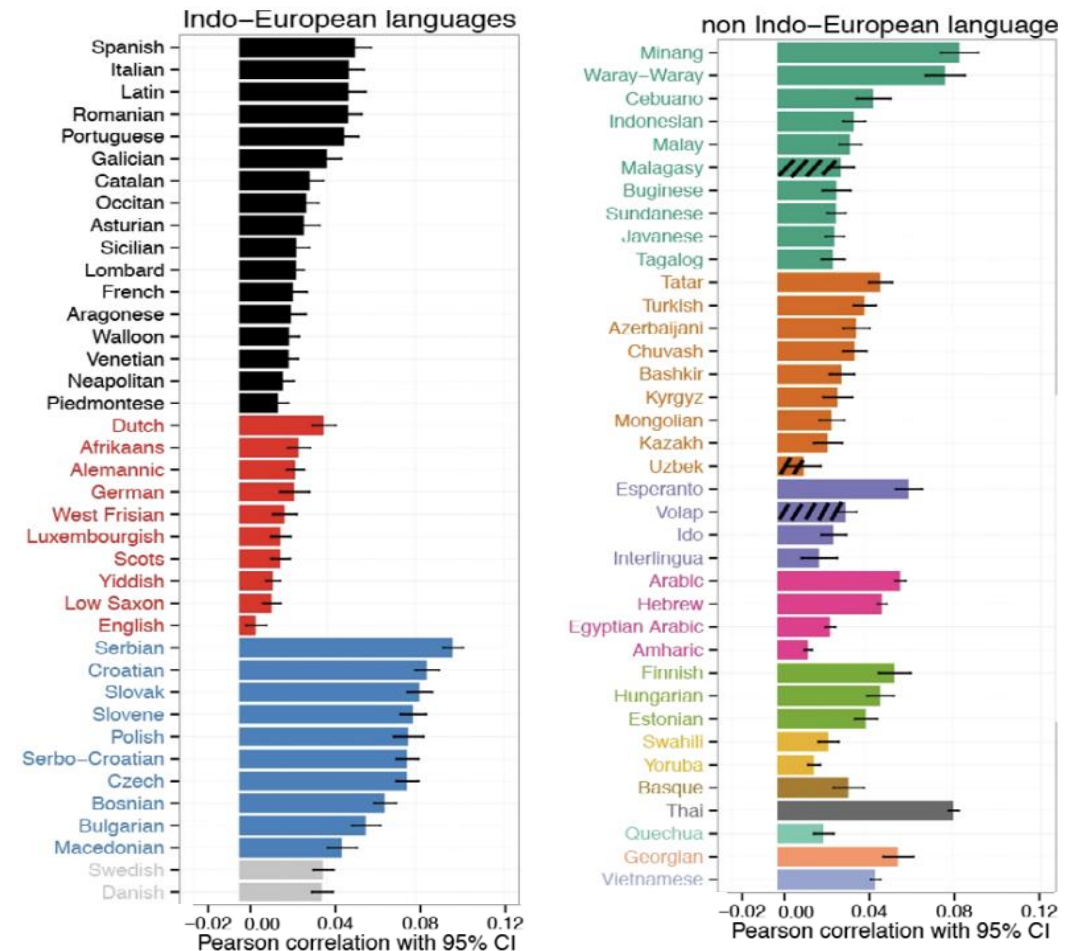 Indo-European languages
Spanish
Italian
Latin
Romanian
Portuguese
Galician
Catalan
Occitan
Asturian
Sicilian
Lombard
French
Aragonese
Walloon
Venetian
Neapolitan
Piedmontese
Dutch
Afrikaans
Alemannic
German
West Frisian
Luxembourgish
Scots
Yiddish
Low Saxon
English
Serbian
Croatian
Slovak
Slovene
Polish
Serbo-Croatian
Czech
Bosnian
Bulgarian
Macedonian
Swedish
Danish
-0.02 0.00 0.04 0.08 0.12
Pearson correlation with 95% CI
non Indo-European language
Minang
Waray-Waray
Cebuano
Indonesian
Malay
Malagasy
Buginese
Sundanese
Javanese
Tagalog
Tatar
Turkish
Azerbaijani
Chuvash
Bashkir
Kyrgyz
Mongolian
Kazakh
Uzbek
Esperanto
Volap
Ido
Interlingua
Arabic
Hebrew
Egyptian Arabic
Amharic
Finnish
Hungarian
Estonian
Swahili
Yoruba
Basque
Thai
Quechua
Georgian
Vietnamese
-0.02 0.00 0.04 0.08 0.12
Pearson correlation with 95% CI